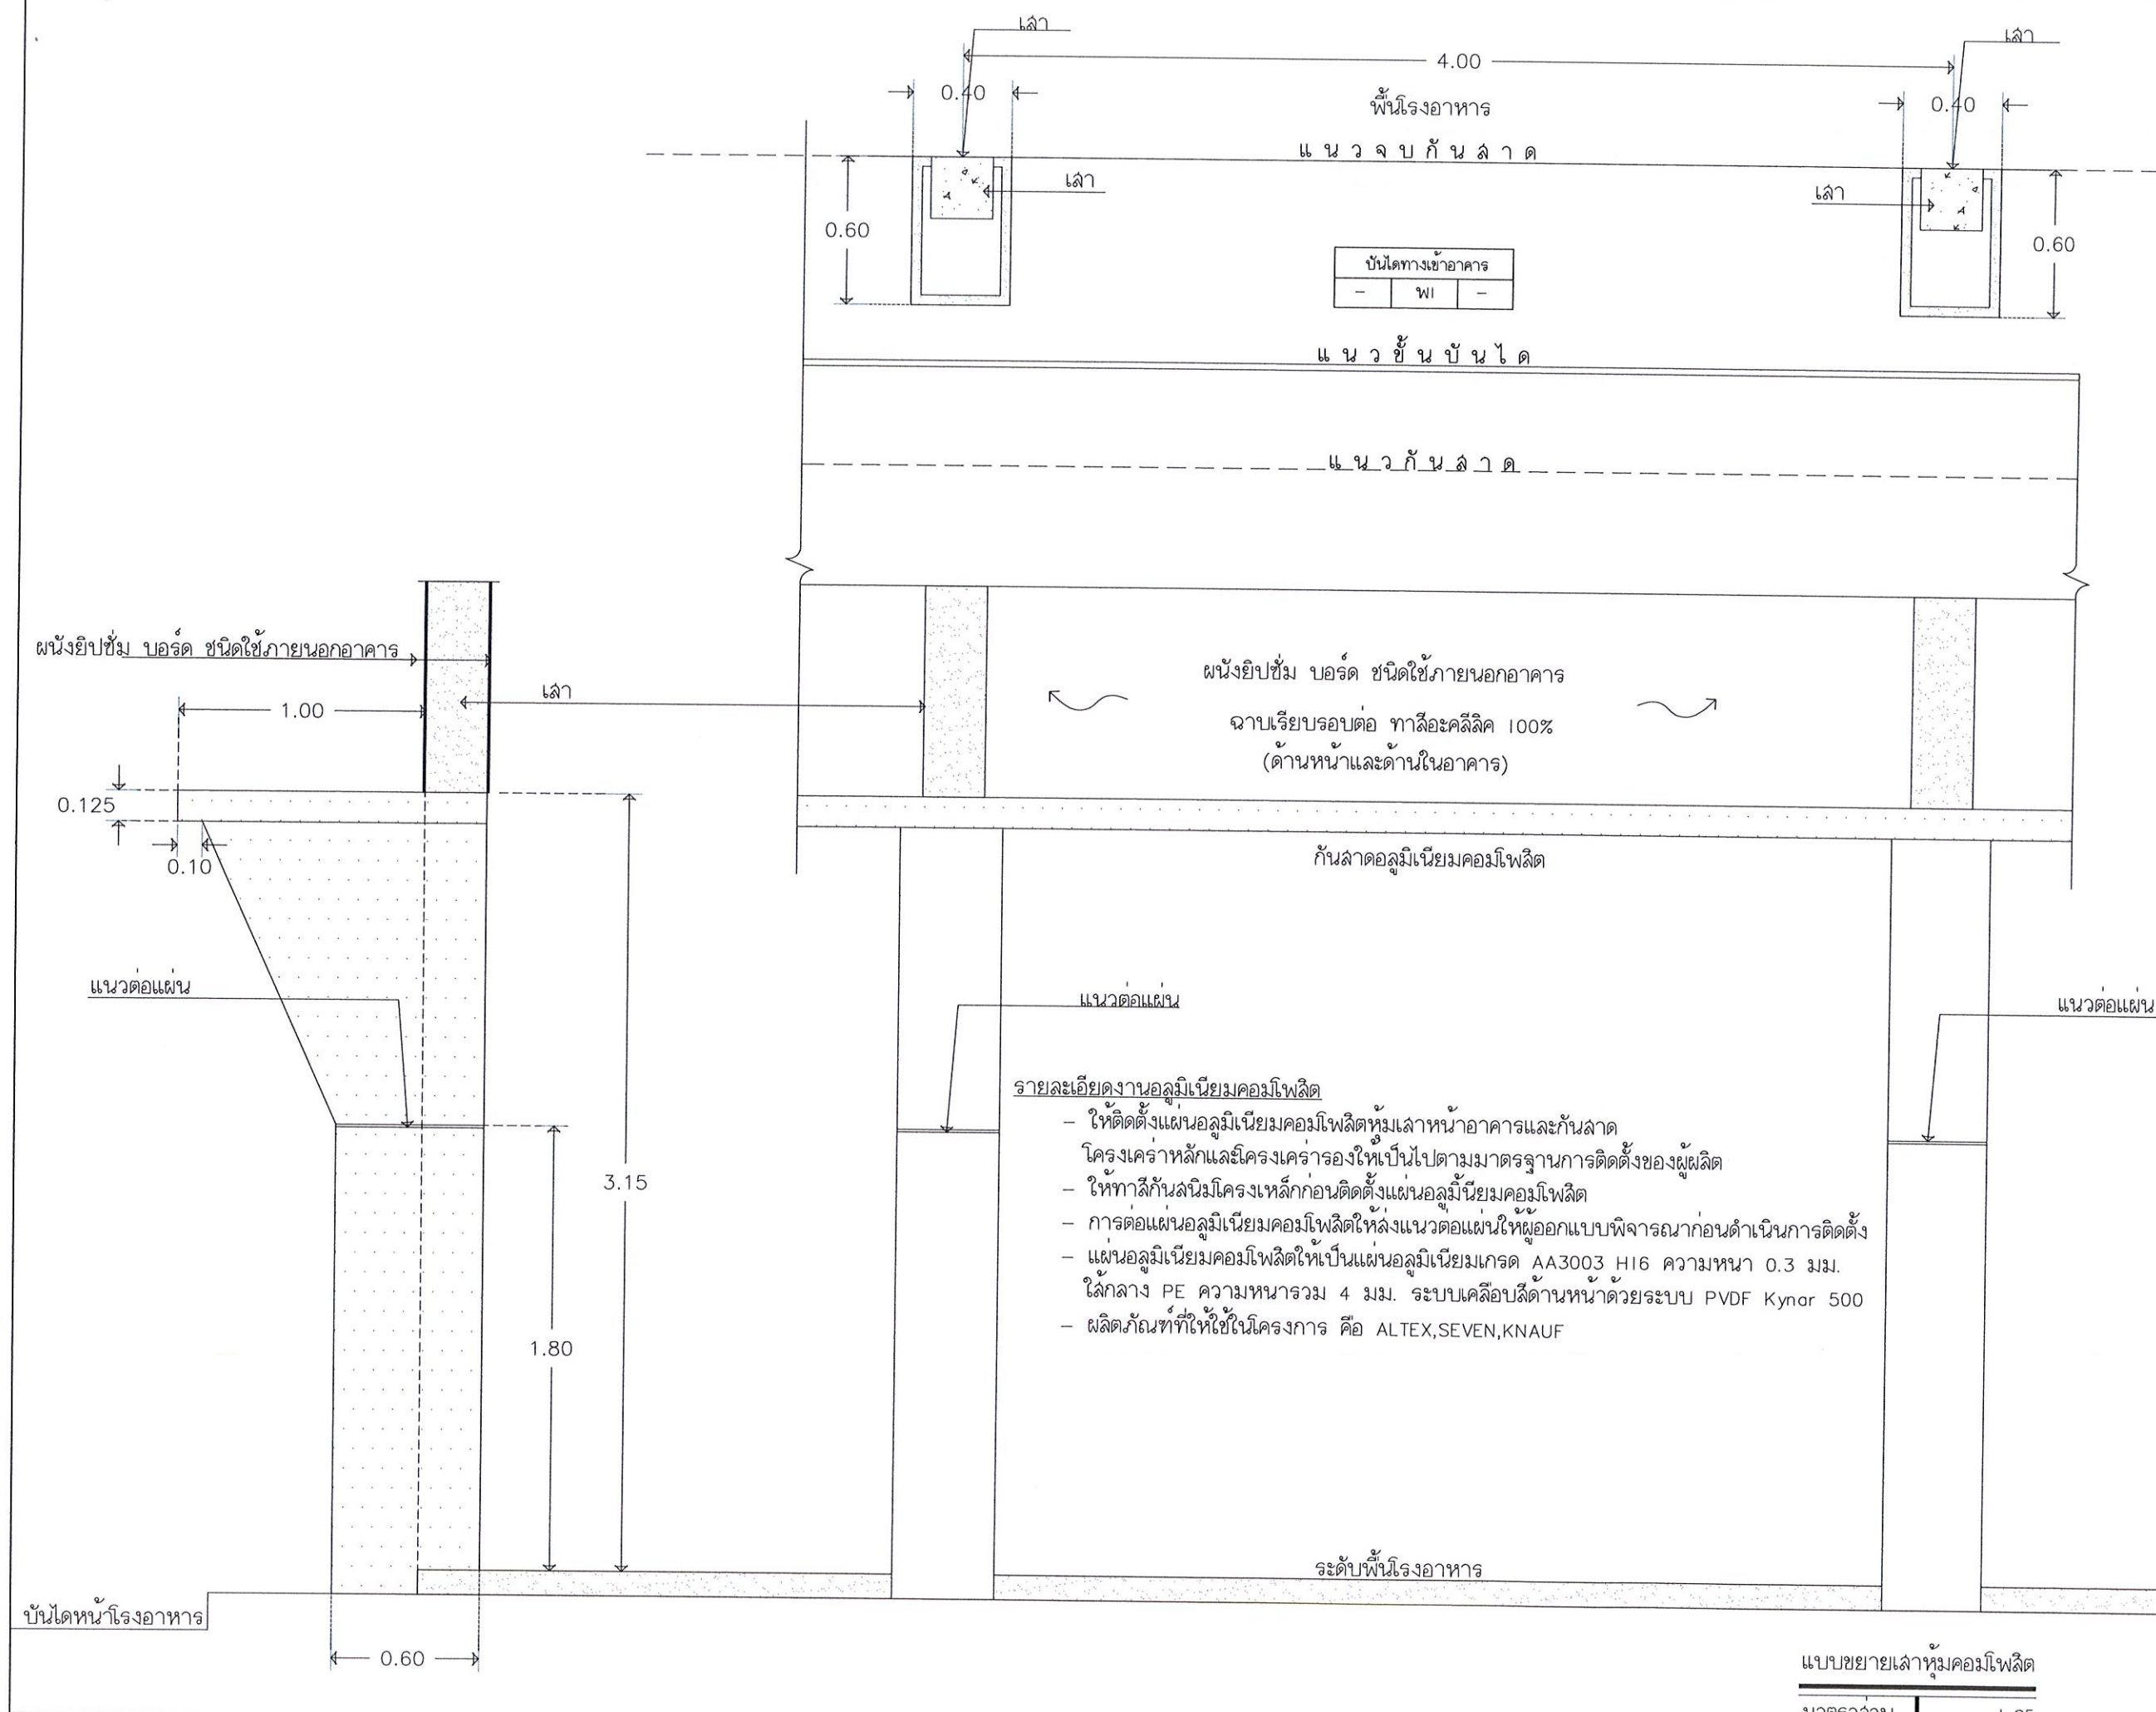 เสา
เสา
4.00
0.40
0.40
พื้นโรงอาหาร
แนวจบกันสาด
เสา
เสา
0.60
0.60
บันไดทางเข้าอาคาร
- พ1 -
แนวขั้นบันได
แนวกันสาด
ผนังยิปซั่ม บอร์ด ชนิดใช้ภายนอกอาคาร
ผนังยิปซั่ม บอร์ด ชนิดใช้ภายนอกอาคาร
เสา
1.00
ฉาบเรียบรอบต่อ ทาสีอะคลีลิค 100%
(ด้านหน้าและด้านในอาคาร)
0.125
0.10
กันสาดอลูมิเนียมคอมโพสิต
แนวต่อแผ่น
แนวต่อแผ่น
แนวต่อแผ่น
รายละเอียดงานอลูมิเนียมคอมโพสิต
- ให้ติดตั้งแผ่นอลูมิเนียมคอมโพสิตหุ้มเสาหน้าอาคารและกันสาด
โครงเคร่าหลักและโครงเคร่ารองให้เป็นไปตามมาตรฐานการติดตั้งของผู้ผลิต
- ให้ทาสีกันสนิมโครงเหล็กก่อนติดตั้งแผ่นอลูมิ้นียมคอมโพสิต
- การต่อแผ่นอลูมิเนียมคอมโพสิตให้ส่งแนวต่อแผ่นให้ผู้ออกแบบพิจารณาก่อนดำเนินการติดตั้ง
- แผ่นอลูมิเนียมคอมโพสิตให้เป็นแผ่นอลูมิเนียมเกรด AA3003 H16 ความหนา 0.3 มม.
ใส้กลาง PE ความหนารวม 4 มม. ระบบเคลือบสีด้านหน้าด้วยระบบ PVDF Kynar 500
- ผลิตภัณฑ์ที่ให้ใช้ในโครงการ คือ ALTEX,SEVEN,KNAUF
3.15
1.80
ระดับพื้นโรงอาหาร
บันไดหน้าโรงอาหาร
0.60
แบบขยายเสาหุ้มคอมโพสิต